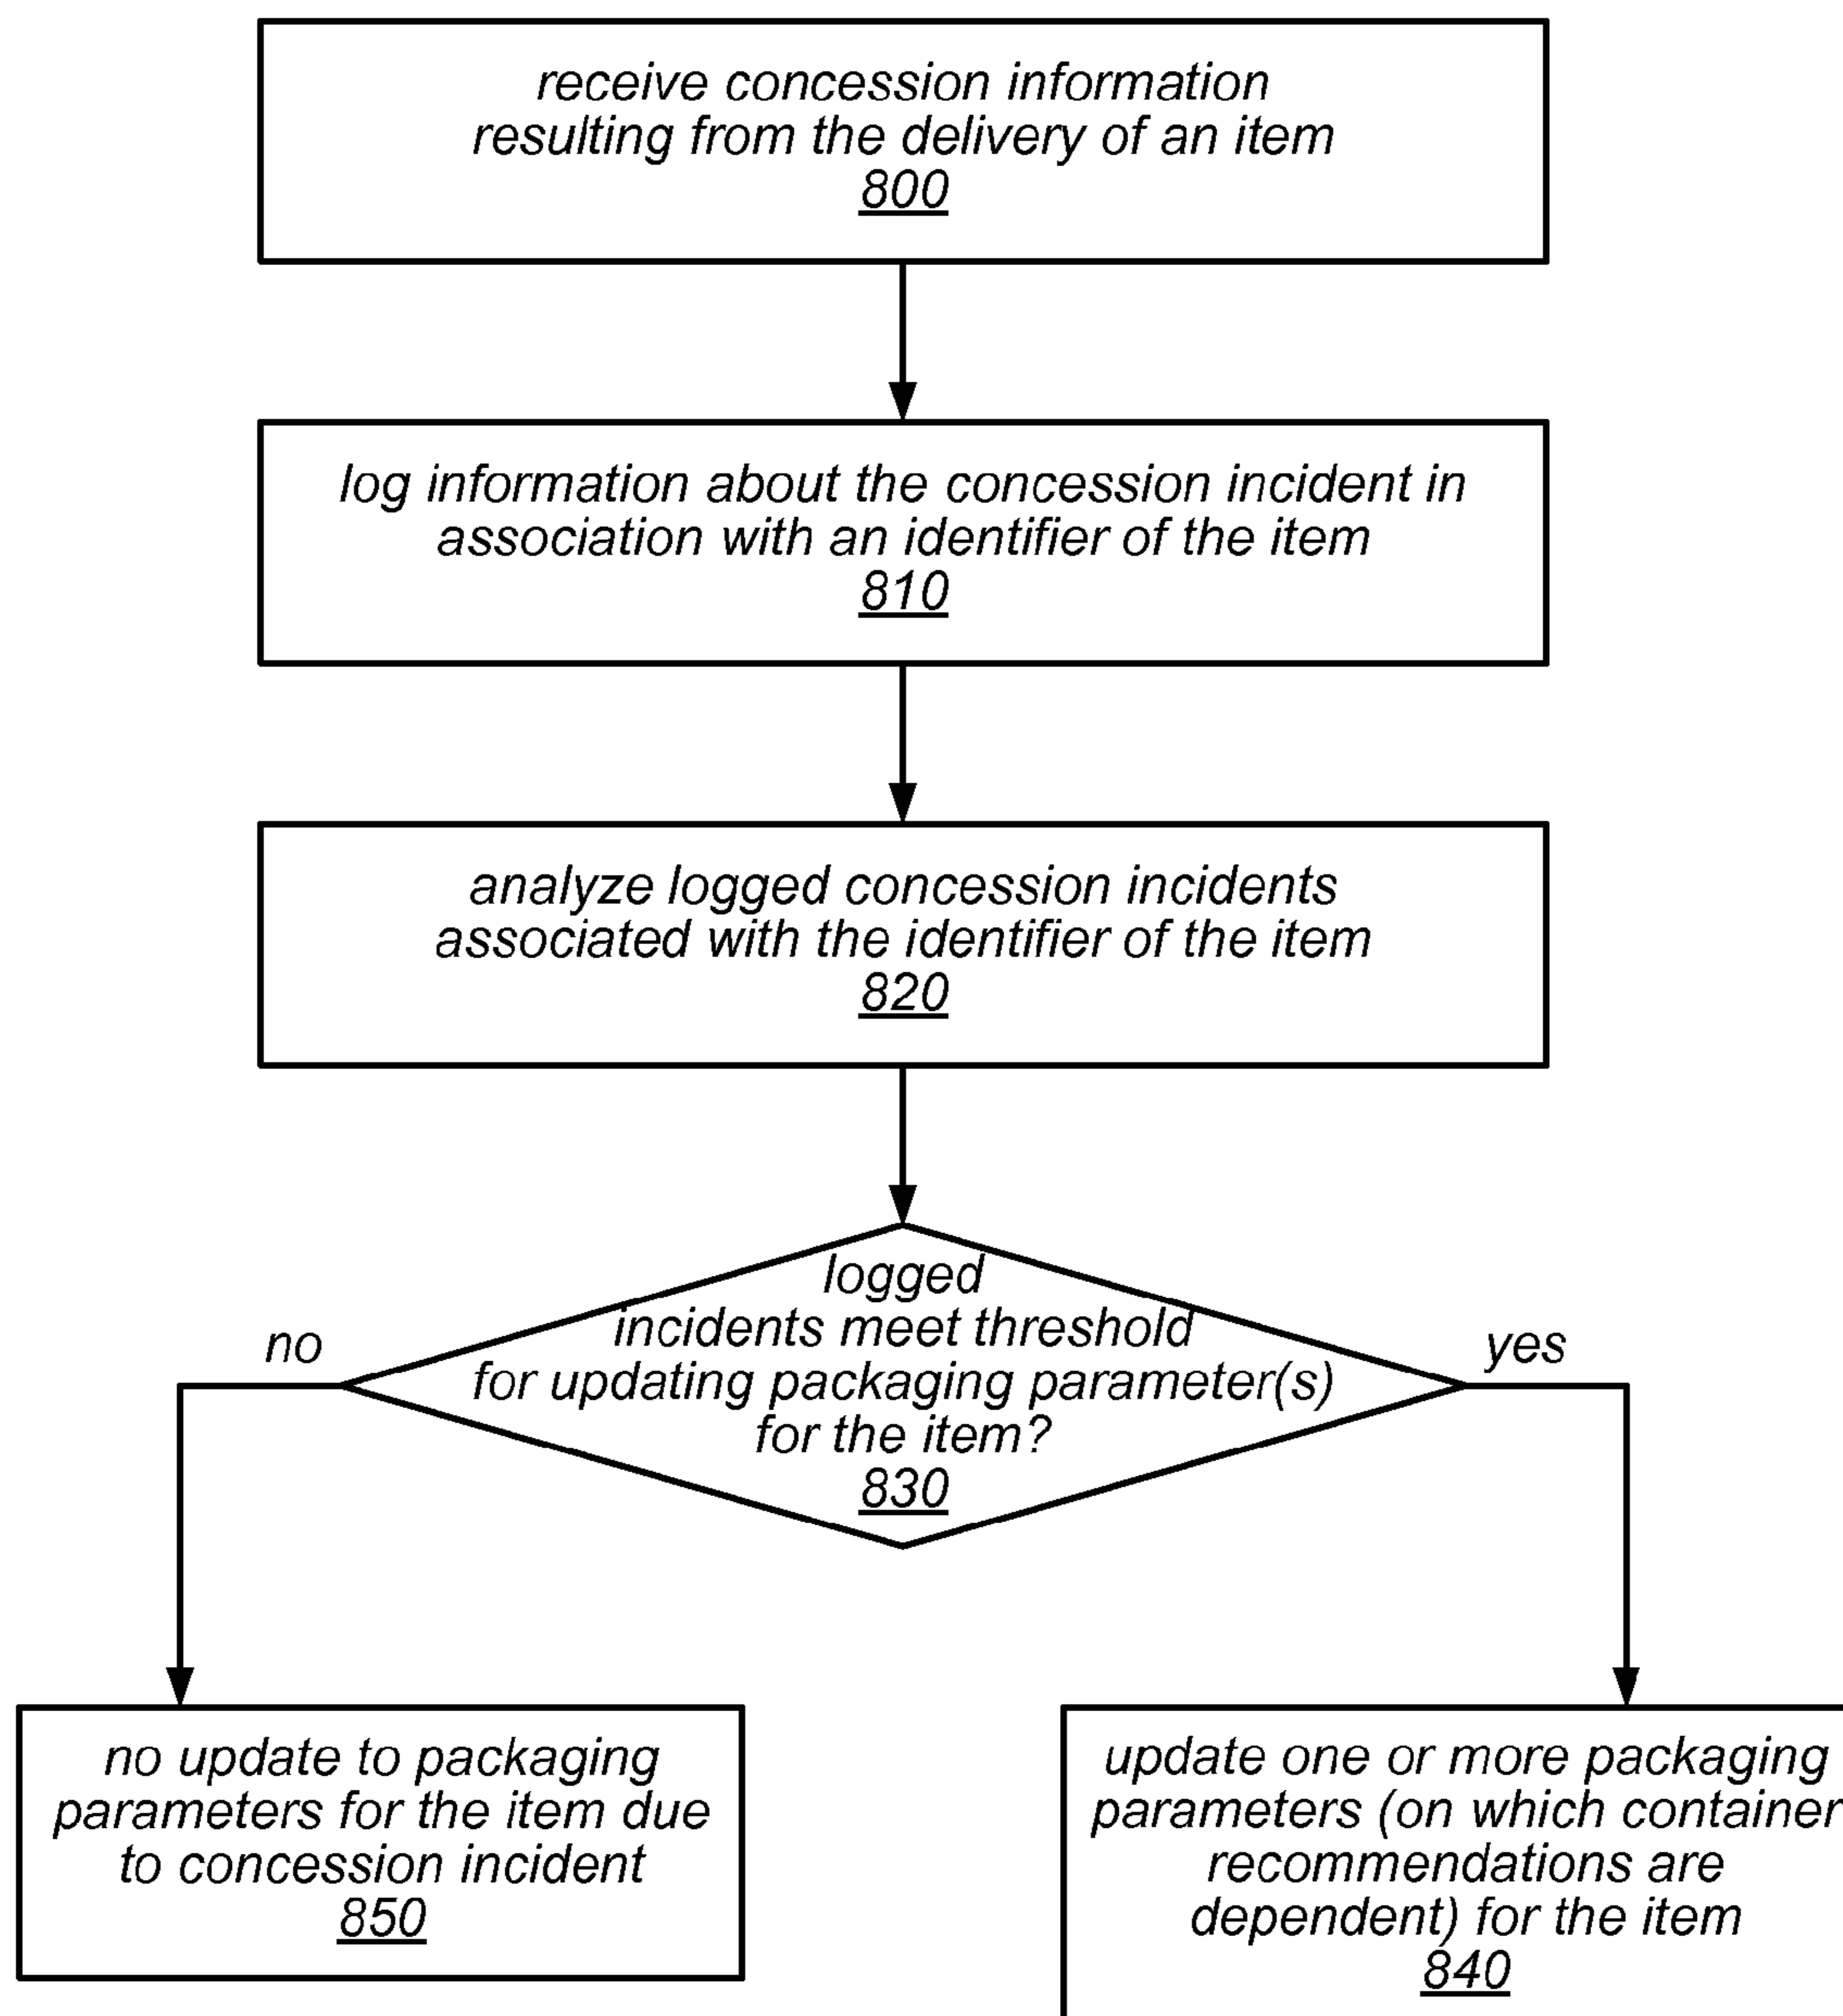 receive concession information
resulting from the delivery of an item
800
log information about the concession incident in
association with an identifier of the item
810
analyze logged concession incidents
associated with the identifier of the item
820
logged
incidents meet threshold
for updating packaging parameter(s)
for the item?
830
no
yes
no update to packaging
parameters for the item due
to concession incident
850
update one or more packaging
parameters (on which container
recommendations are
dependent) for the item
840